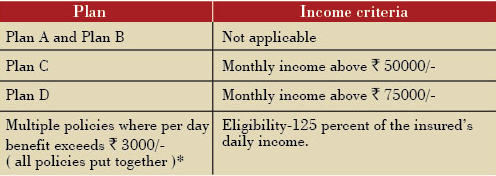 Plan Income criteria
Plan A and Plan B Not applicable
Plan C Monthly income above ₹ 50000/-
Plan D Monthly income above ₹ 75000/-
Multiple policies where per day Eligibility-125 percent of the insured’s
benefit exceeds ₹ 3000/- daily income.
( all policies put together )*